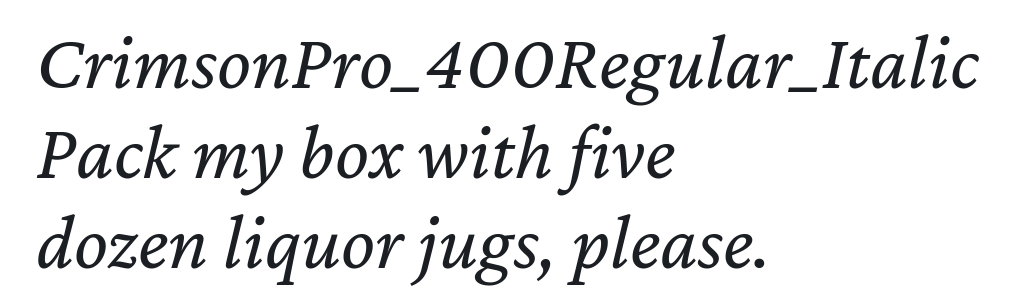 CrimsonPro_400Regular_Italic
Pack my box with five
dozen liquor jugs, please.